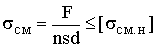 σсм = F/nsd ≤ [σсм.н]